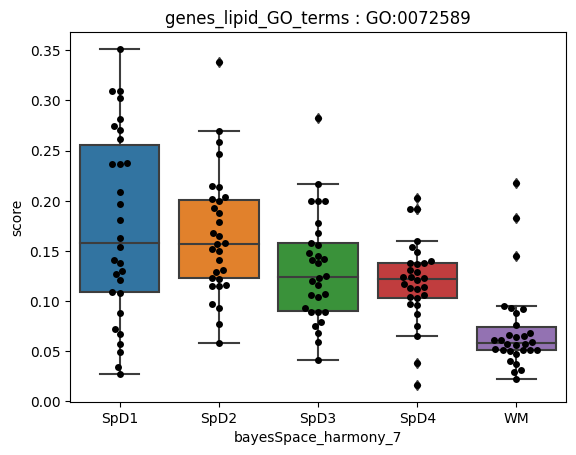 genes_lipid_GO_terms : GO:0072589
0.35
0.30
0.25
0.20
0.15
0.10
0.05
0.00
score
SpD1 SpD2 SpD3 SpD4 WM
bayesSpace_harmony_7